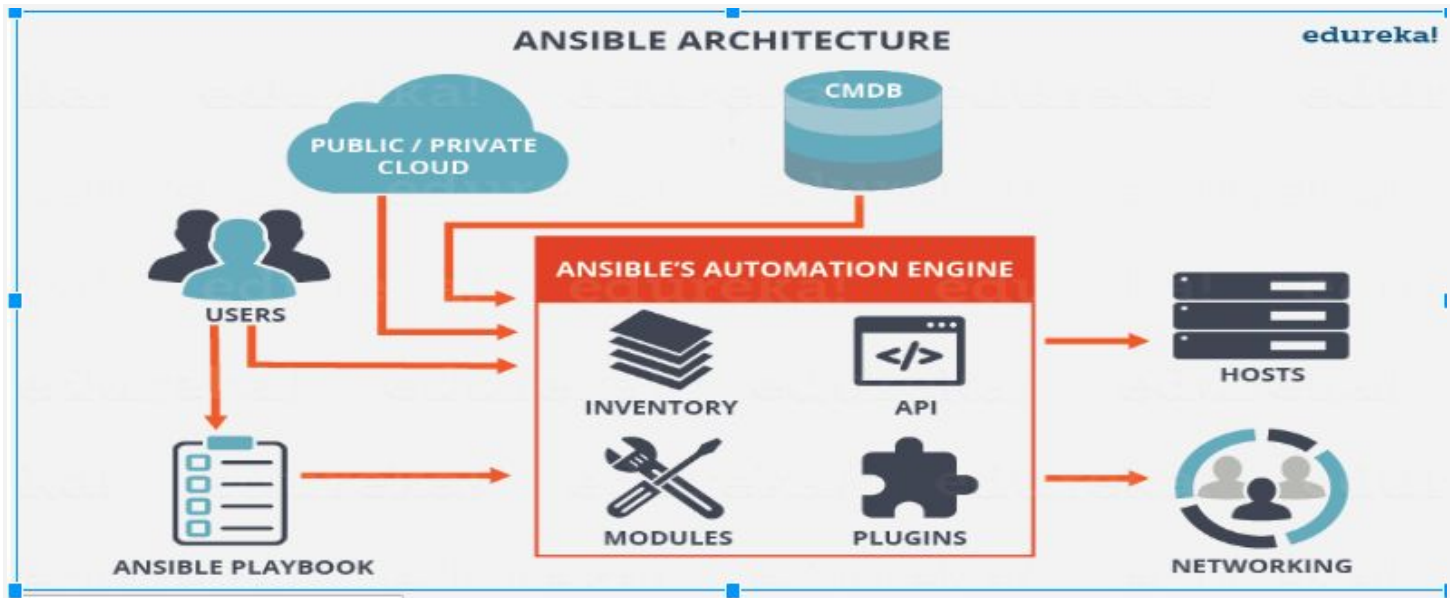 ANSIBLE ARCHITECTURE
edureka!
CMDB
PUBLIC / PRIVATE
CLOUD
USERS
ANSIBLE'S AUTOMATION ENGINE
INVENTORY
API
HOSTS
MODULES
PLUGINS
ANSIBLE PLAYBOOK
NETWORKING